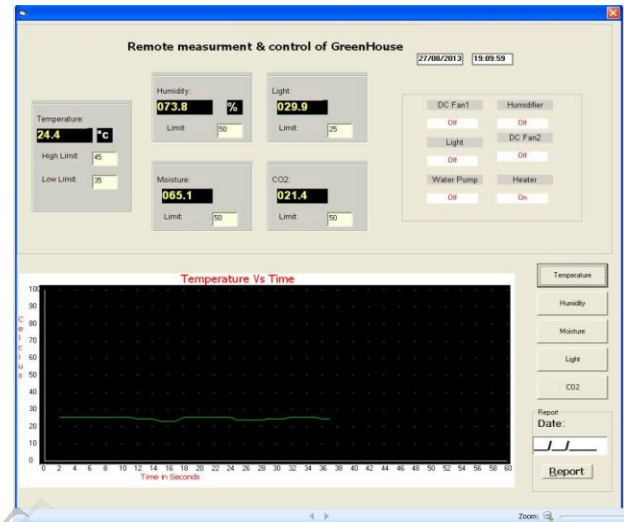 Remote measurment & control of GreenHouse
27/08/2013 19:09:59
Temperature:
24.4 °c
High Limit: 45
Low Limit: 35
Humidity:
073.8 %
Limit: 50
Light:
029.9
Limit: 25
Moisture:
065.1
Limit: 50
CO2:
021.4
Limit: 50
DC Fan1 Humidifier
Off Off
Light DC Fan2
Off Off
Water Pump Heater
Off On
Temperature Vs Time
Celcius
100
90
80
70
60
50
40
30
20
10
0
0 2 4 6 8 10 12 14 16 18 20 22 24 26 28 30 32 34 36 38 40 42 44 46 48 50 52 54 56 58 60
Time in Seconds
Temperature
Humidity
Moisture
Light
CO2
Report
Date:
__/__/____
Report
Zoom: